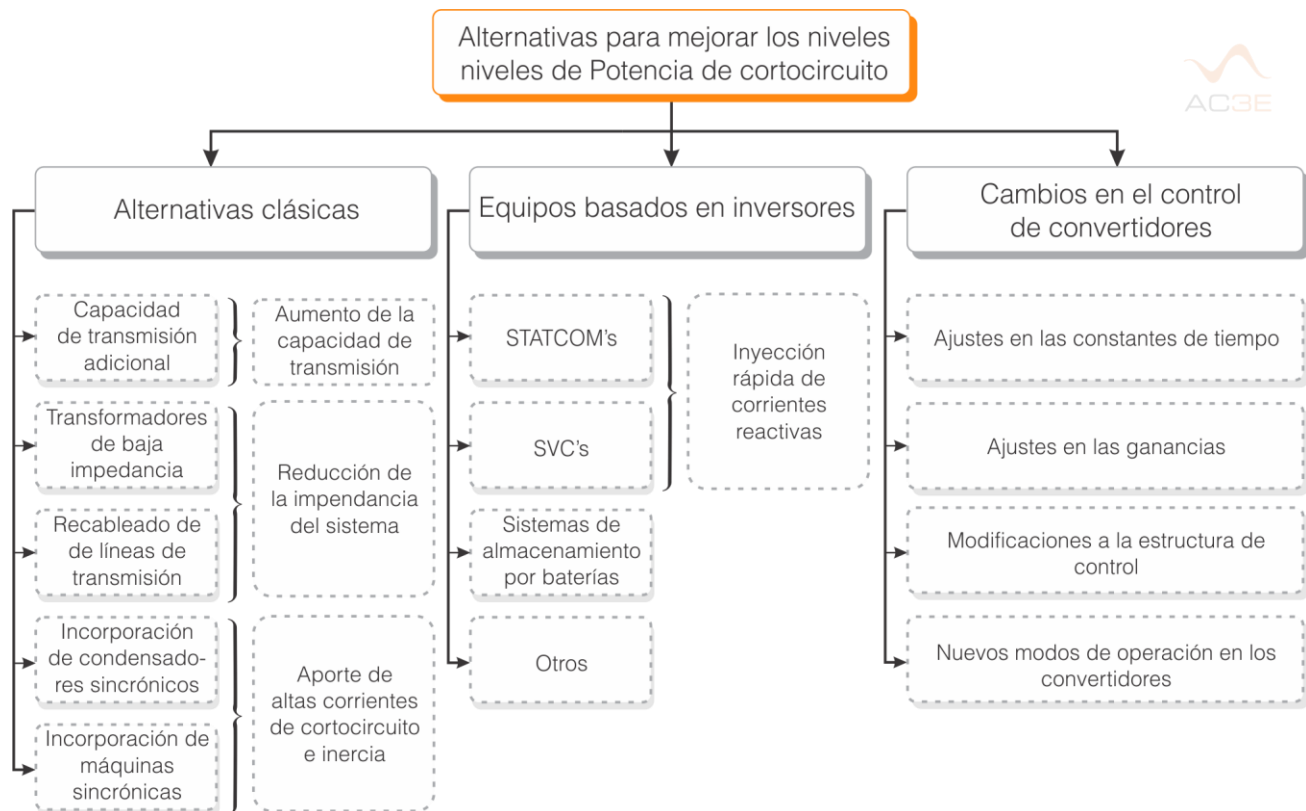 Alternativas para mejorar los niveles
niveles de Potencia de cortocircuito
AC3E
Alternativas clásicas
Equipos basados en inversores
Cambios en el control
de convertidores
Capacidad
de transmisión
adicional
Aumento de la
capacidad de
transmisión
Transformadores
de baja
impedancia
Recableado de
de líneas de
transmisión
Reducción de
la impendancia
del sistema
Incorporación
de condensado-
res sincrónicos
Incorporación de
máquinas
sincrónicas
Aporte de
altas corrientes
de cortocircuito
e inercia
STATCOM’s
SVC’s
Inyección
rápida de
corrientes
reactivas
Sistemas de
almacenamiento
por baterías
Otros
Ajustes en las constantes de tiempo
Ajustes en las ganancias
Modificaciones a la estructura de
control
Nuevos modos de operación en los
convertidores